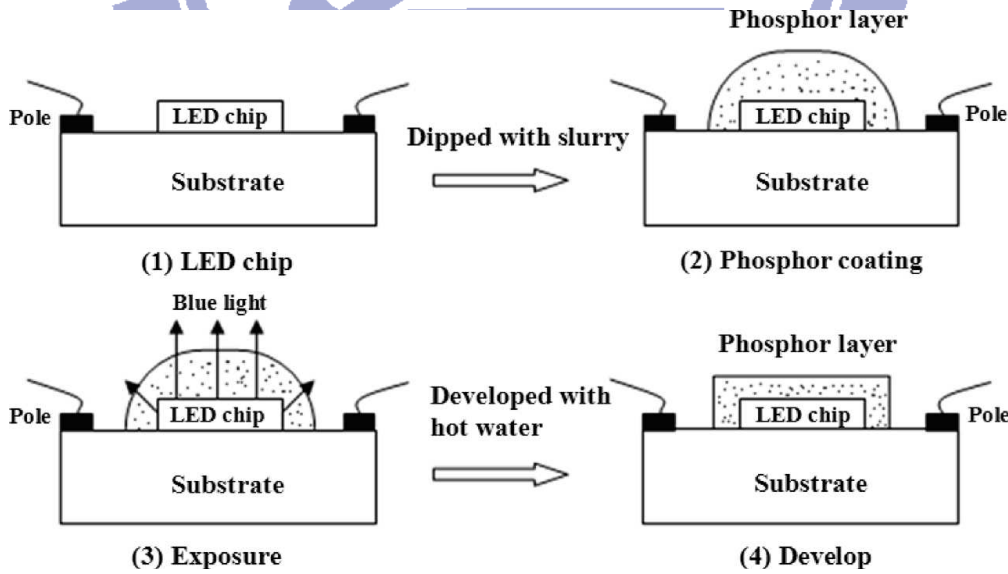 Phosphor layer
Pole
LED chip
Substrate
(1) LED chip
Dipped with slurry
LED chip
Pole
Substrate
(2) Phosphor coating
Blue light
Pole
LED chip
Substrate
(3) Exposure
Developed with
hot water
Phosphor layer
LED chip
Pole
Substrate
(4) Develop